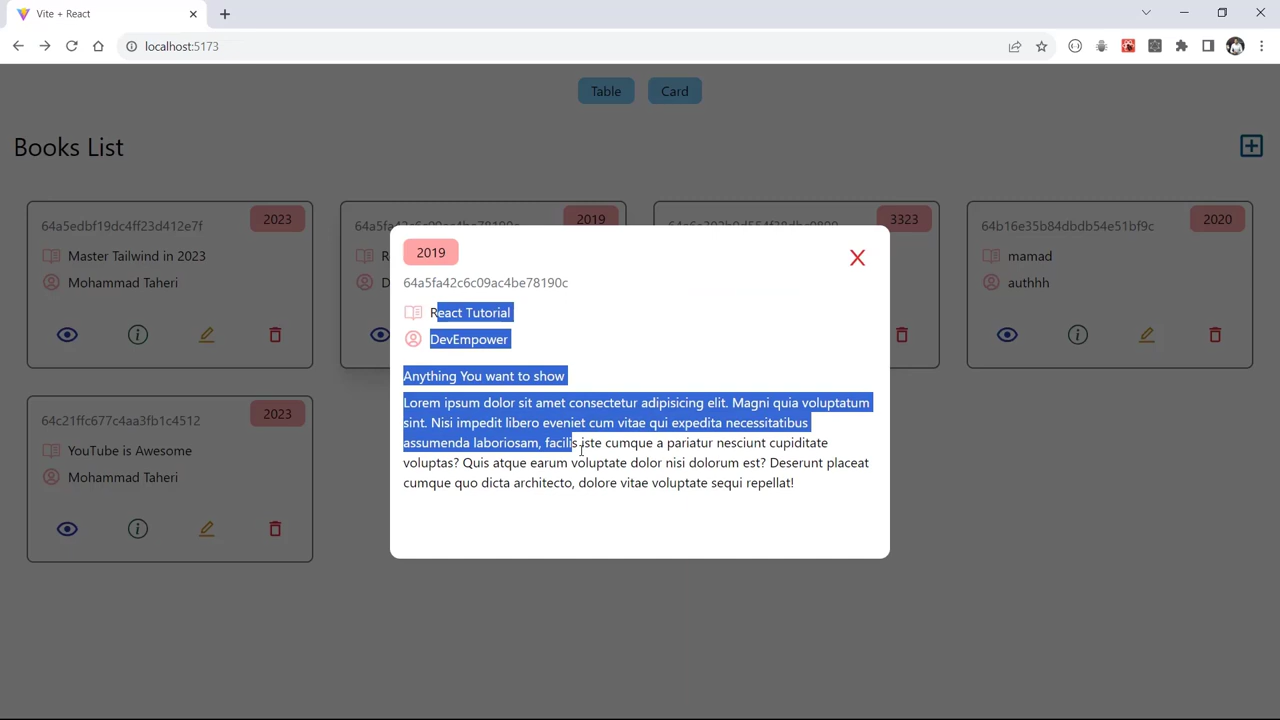 Vite + React
localhost:5173
Table
Card
Books List
2023
64a5edbf19dc4ff23d412e7f
Master Tailwind in 2023
Mohammad Taheri
2019
3323
2020
64b16e35b84dbdb54e51bf9c
mamad
authhh
2023
64c21ffc677c4aa3fb1c4512
YouTube is Awesome
Mohammad Taheri
2019
64a5fa42c6c09ac4be78190c
React Tutorial
DevEmpower
Anything You want to show
Lorem ipsum dolor sit amet consectetur adipisicing elit. Magni quia voluptatum
sint. Nisi impedit libero eveniet cum vitae qui expedita necessitatibus
assumenda laboriosam, facilis iste cumque a pariatur nesciunt cupiditate
voluptas? Quis atque earum voluptate dolor nisi dolorum est? Deserunt placeat
cumque quo dicta architecto, dolore vitae voluptate sequi repellat!